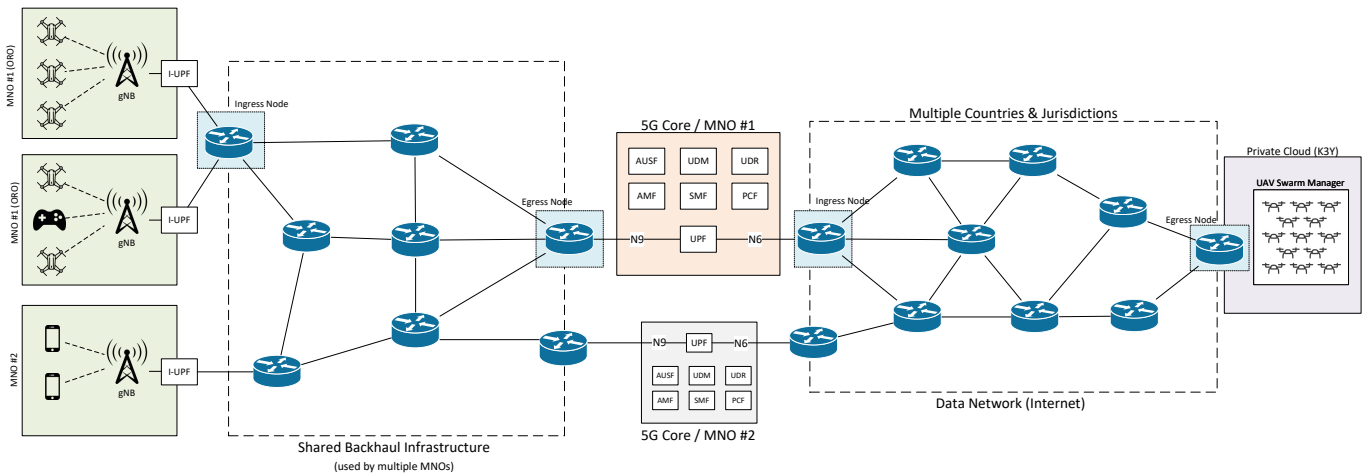 MNO #1 (ORO)
gNB
I-UPF
MNO #1 (ORO)
gNB
I-UPF
MNO #2
gNB
I-UPF
Ingress Node
Egress Node
Shared Backhaul Infrastructure
(used by multiple MNOs)
5G Core / MNO #1
AUSF UDM UDR
AMF SMF PCF
N9 UPF N6
N9 UPF N6
AUSF UDM UDR
AMF SMF PCF
5G Core / MNO #2
Multiple Countries & Jurisdictions
Ingress Node
Egress Node
Data Network (Internet)
Private Cloud (K3Y)
UAV Swarm Manager